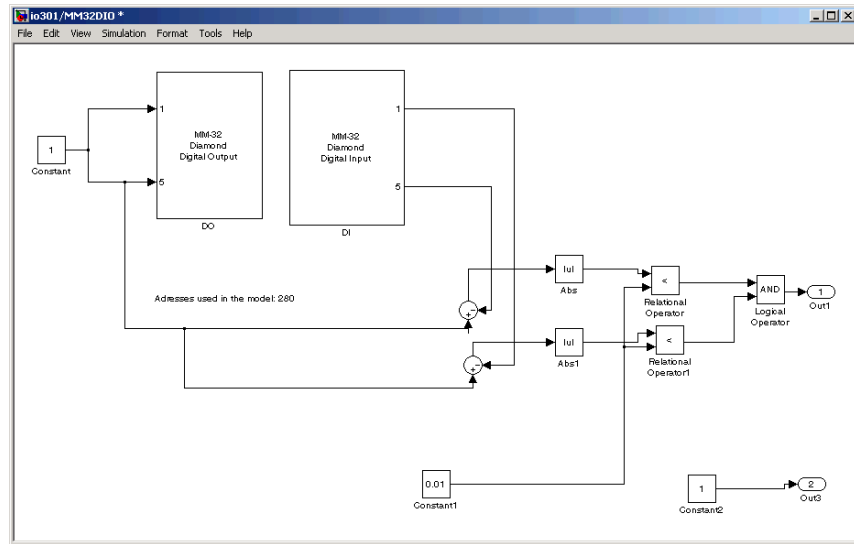 io301/MM32DIO *
File Edit View Simulation Format Tools Help
1
Constant
1
5
MM-32
Diamond
Digital Output
DO
MM-32
Diamond
Digital Input
1
5
DI
Adresses used in the model: 280
|u|
Abs
<
Relational
Operator
AND
Logical
Operator
1
Out1
+
-
|u|
Abs1
<
Relational
Operator1
+
-
0.01
Constant1
1
Constant2
2
Out3